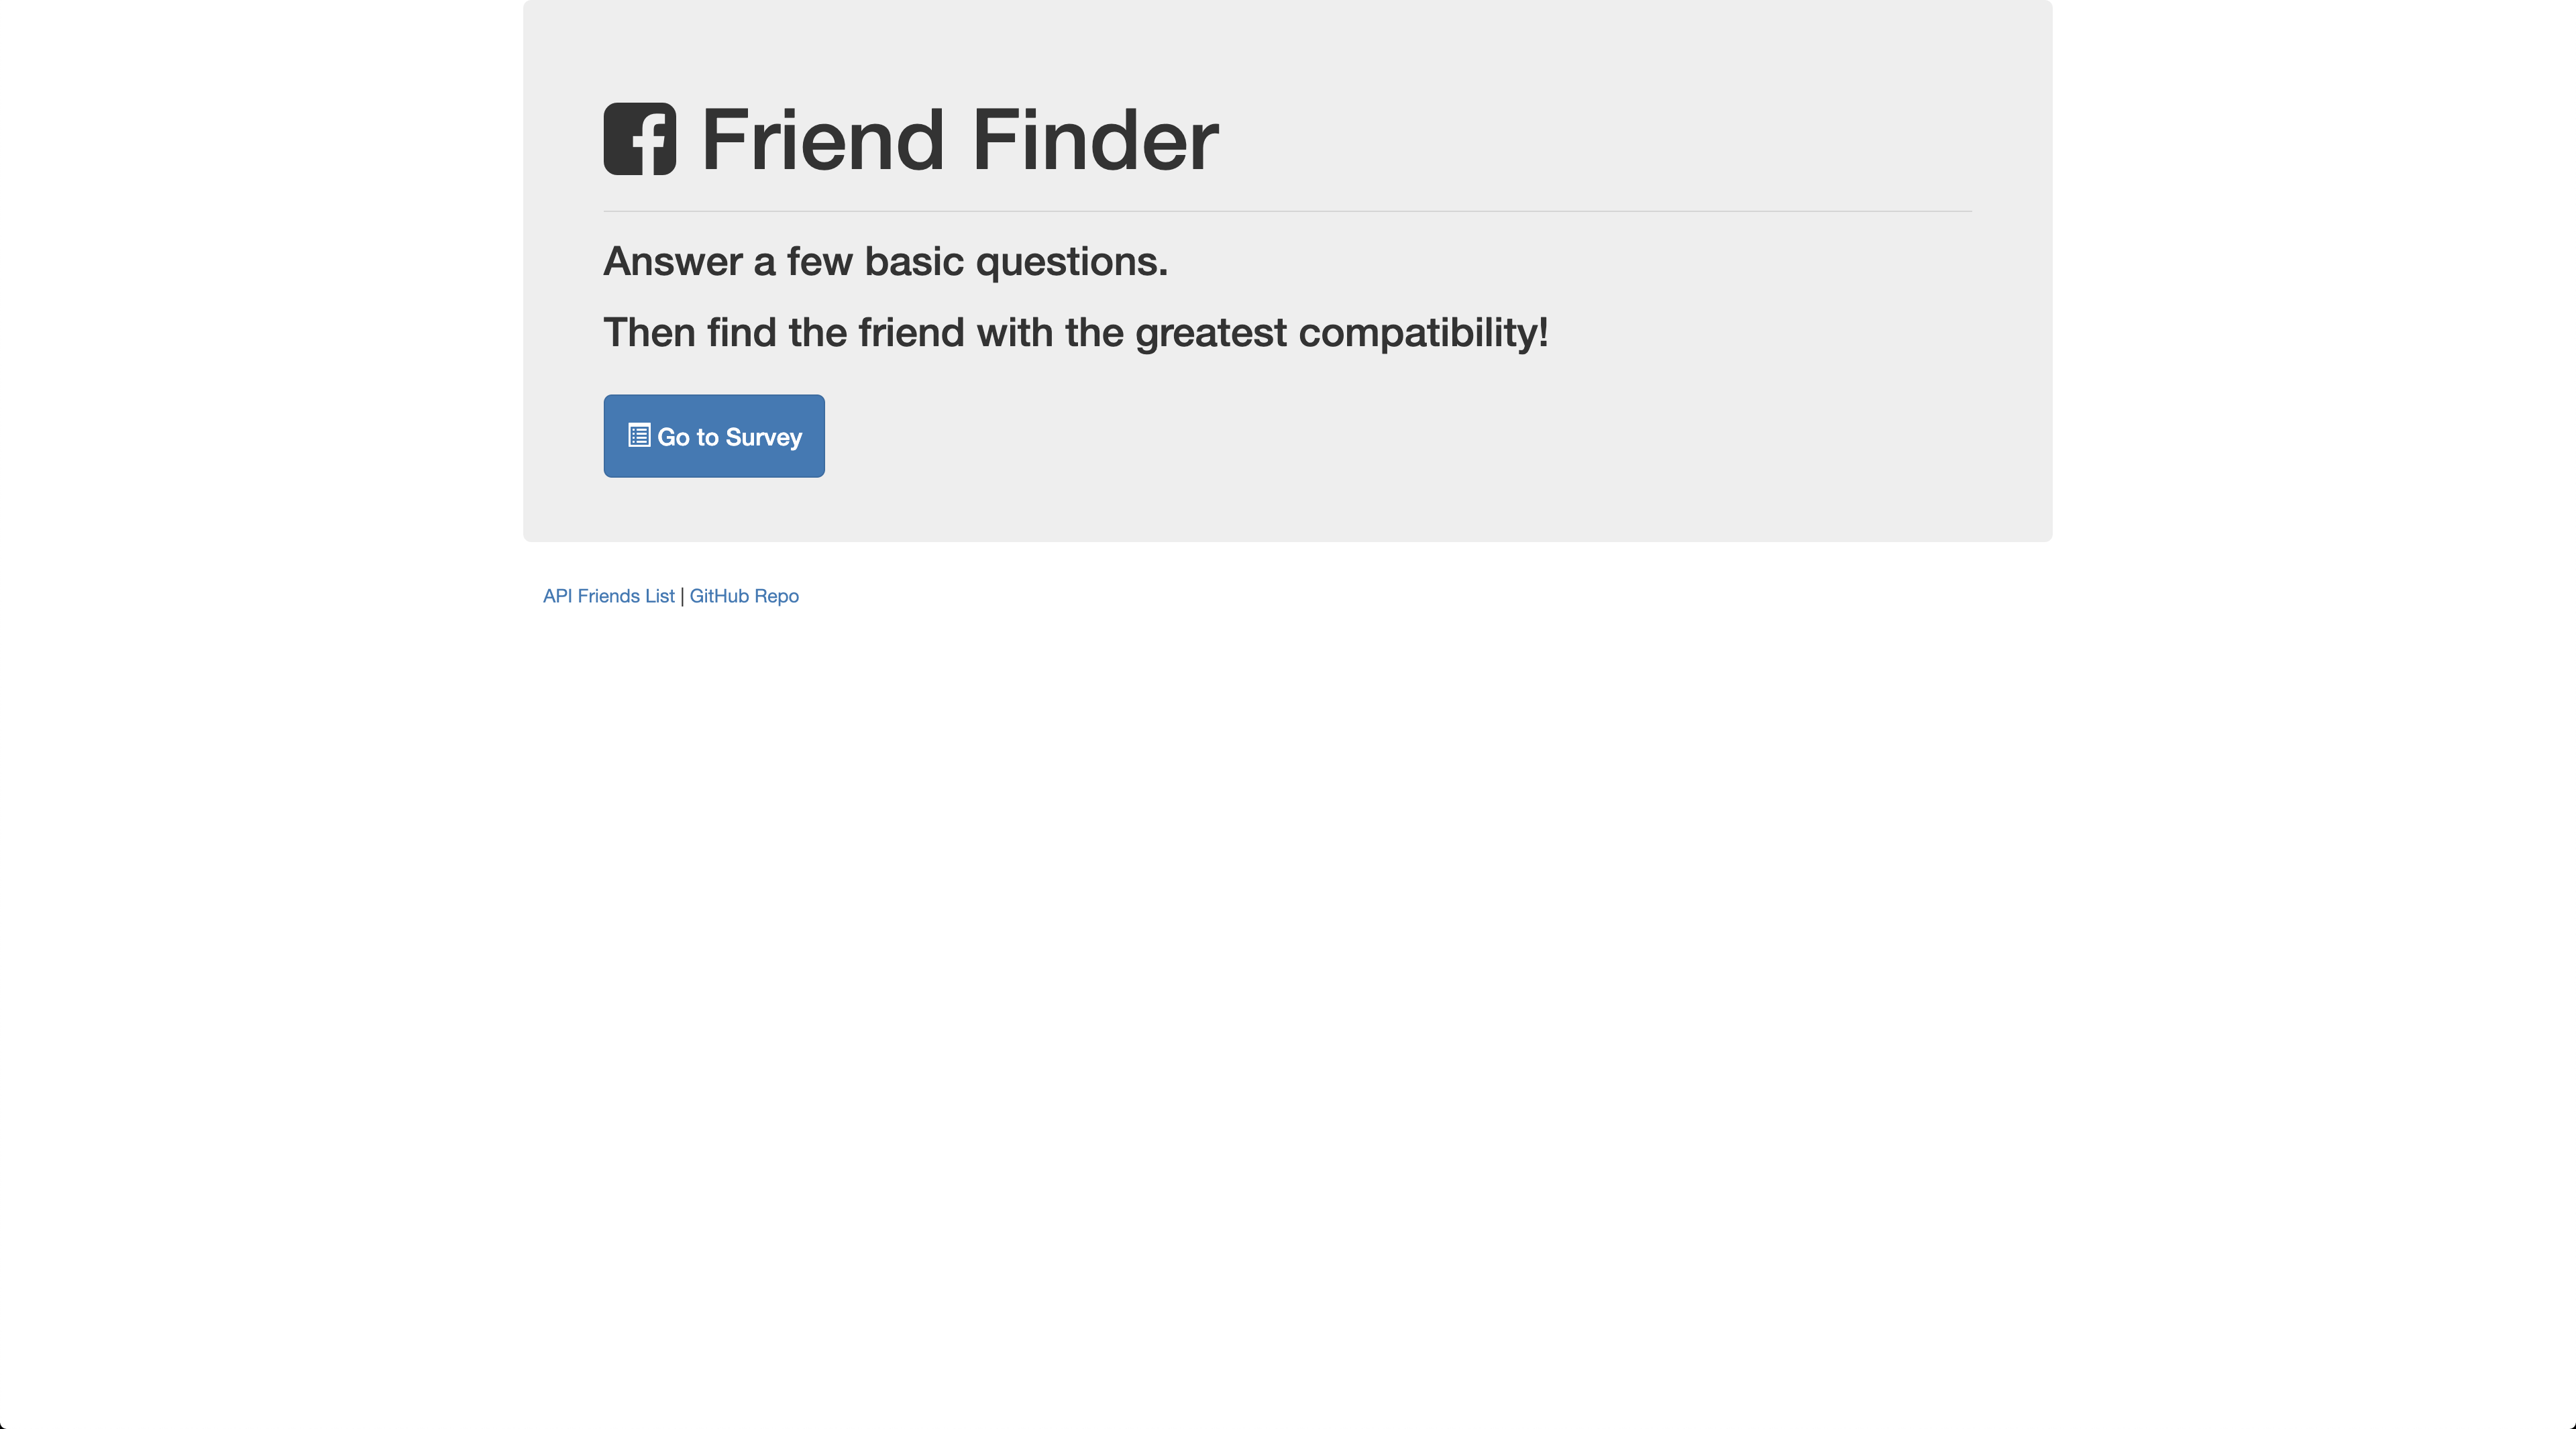 Friend Finder
Answer a few basic questions.
Then find the friend with the greatest compatibility!
Go to Survey
API Friends List | GitHub Repo